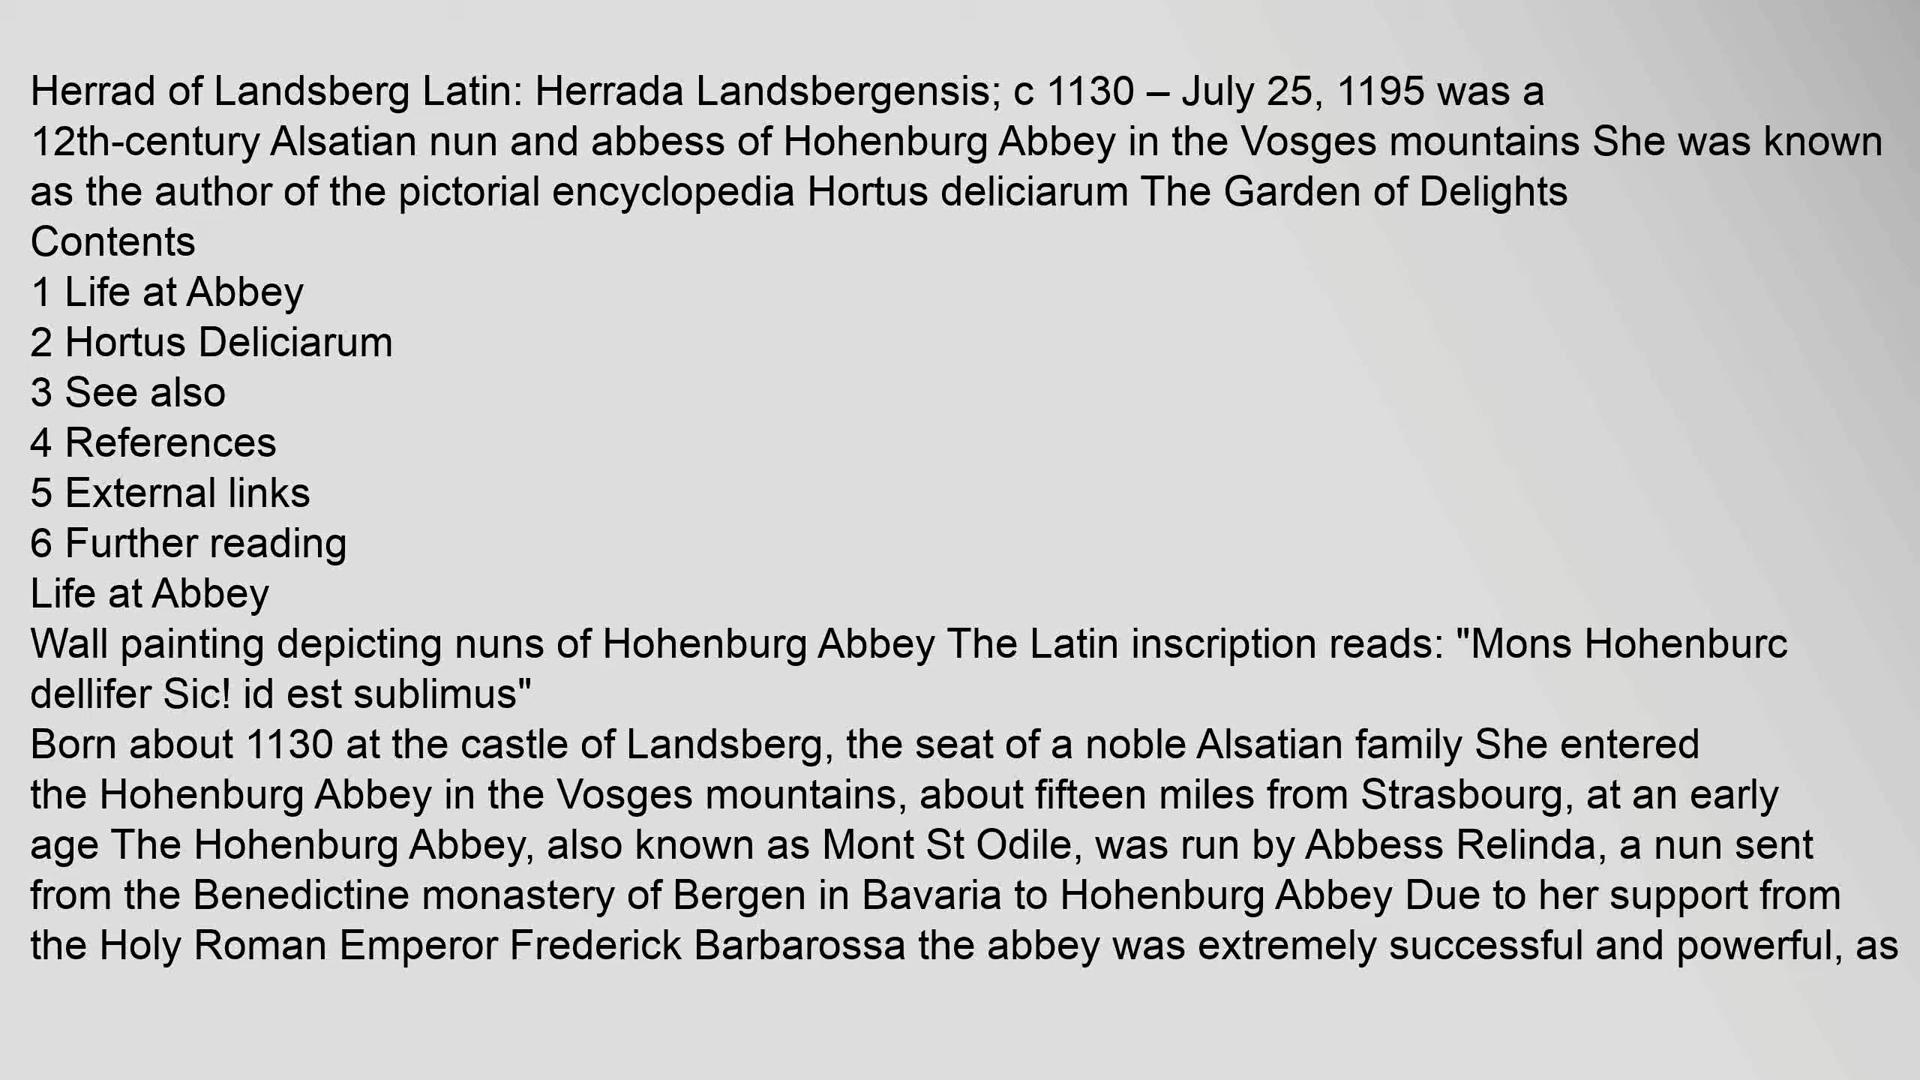 Herrad of Landsberg Latin: Herrada Landsbergensis; c 1130 – July 25, 1195 was a
12th-century Alsatian nun and abbess of Hohenburg Abbey in the Vosges mountains She was known
as the author of the pictorial encyclopedia Hortus deliciarum The Garden of Delights
Contents
1 Life at Abbey
2 Hortus Deliciarum
3 See also
4 References
5 External links
6 Further reading
Life at Abbey
Wall painting depicting nuns of Hohenburg Abbey The Latin inscription reads: "Mons Hohenburc
dellifer Sic! id est sublimus"
Born about 1130 at the castle of Landsberg, the seat of a noble Alsatian family She entered
the Hohenburg Abbey in the Vosges mountains, about fifteen miles from Strasbourg, at an early
age The Hohenburg Abbey, also known as Mont St Odile, was run by Abbess Relinda, a nun sent
from the Benedictine monastery of Bergen in Bavaria to Hohenburg Abbey Due to her support from
the Holy Roman Emperor Frederick Barbarossa the abbey was extremely successful and powerful, as